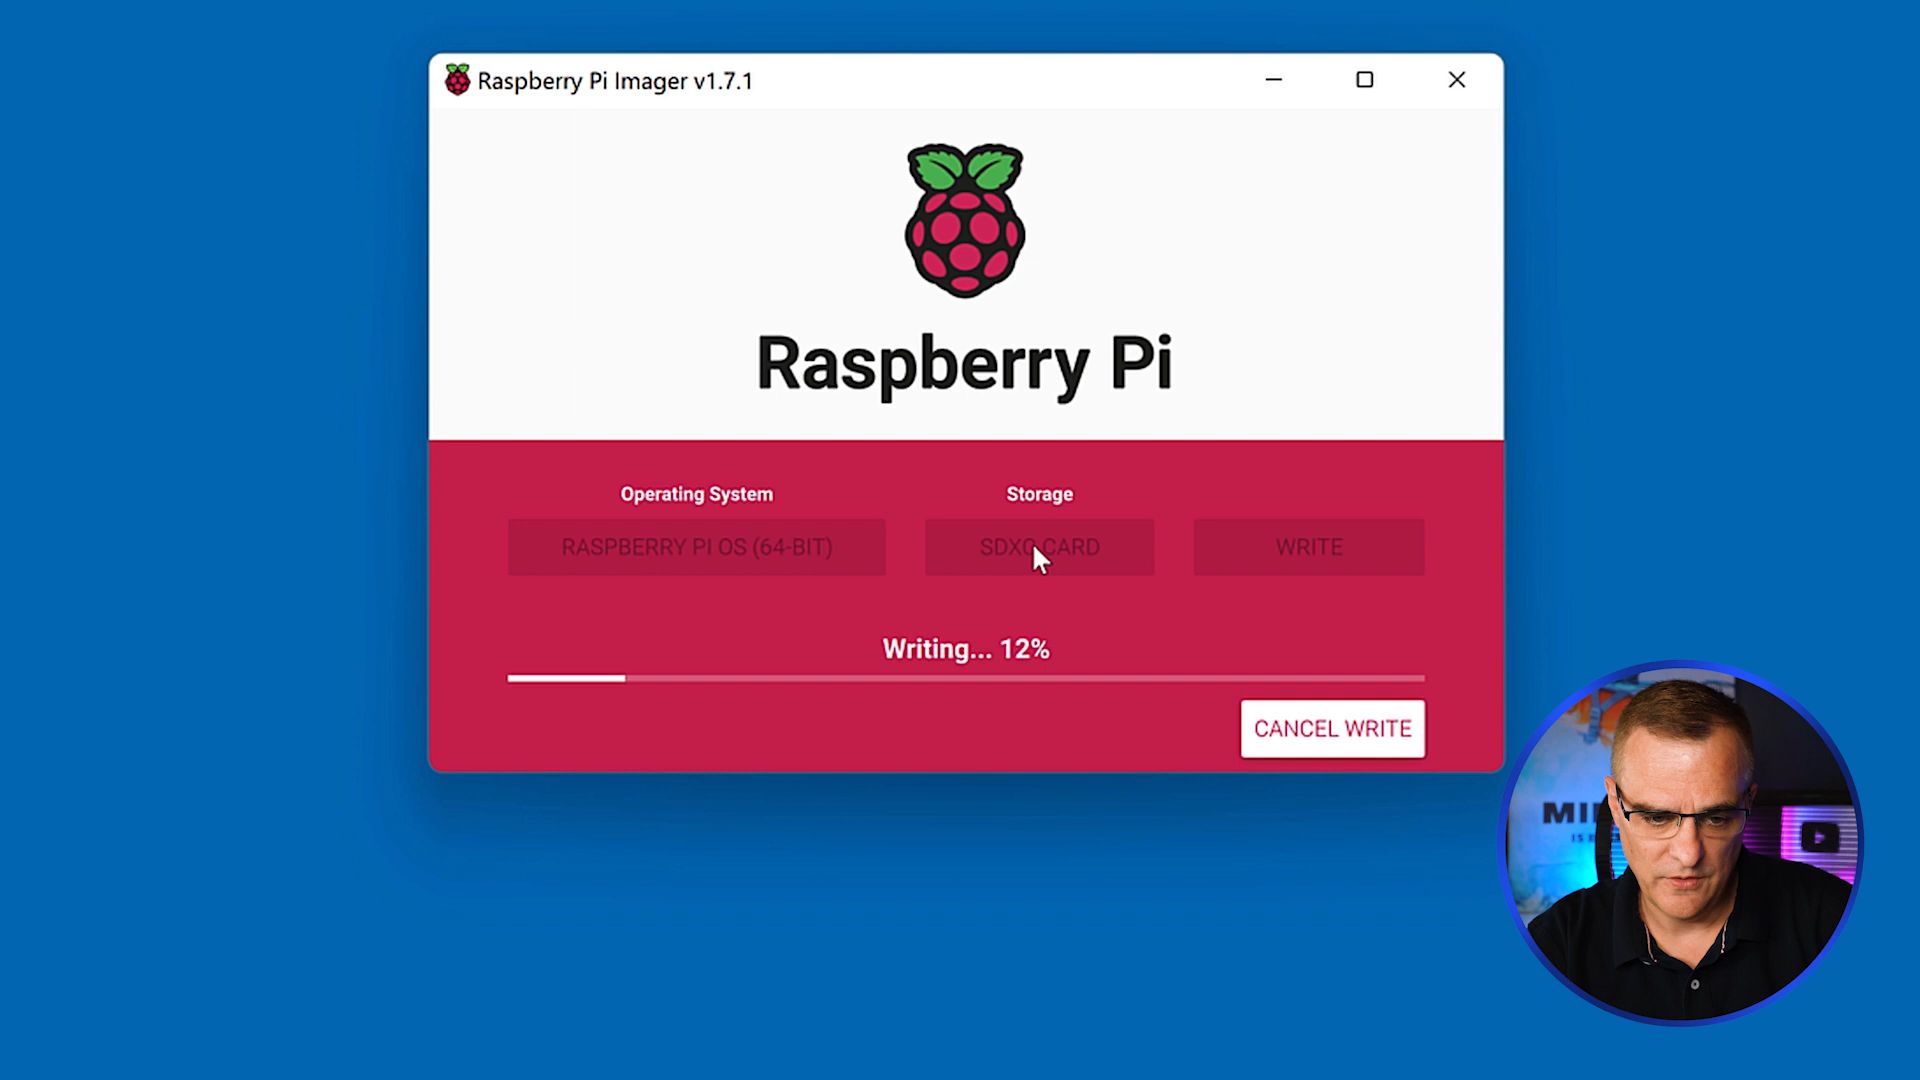 Raspberry Pi Imager v1.7.1
Raspberry Pi
Operating System
Storage
RASPBERRY PI OS (64-BIT)
SDXC CARD
WRITE
Writing... 12%
CANCEL WRITE